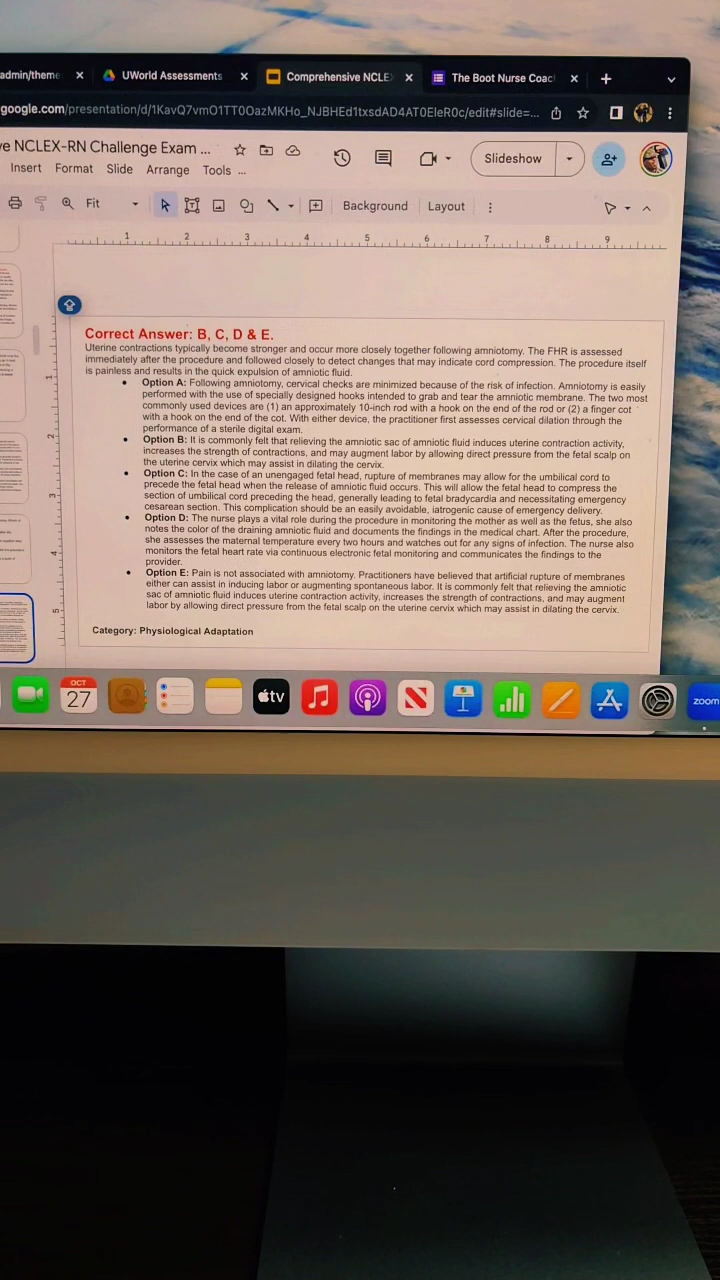 admin/theme
UWorld Assessments
Comprehensive NCLE
The Boot Nurse Coac
google.com/presentation/d/1KavQ7vmO1TT0OazMKHo_NJBHEd1txsdAD4AT0EleR0c/edit#slide=...
ve NCLEX-RN Challenge Exam ...
Slideshow
Insert Format Slide Arrange Tools ...
Fit
Background Layout
1 2 3 4 5 6 7 8 9
Correct Answer: B, C, D & E.
Uterine contractions typically become stronger and occur more closely together following amniotomy. The FHR is assessed
immediately after the procedure and followed closely to detect changes that may indicate cord compression. The procedure itself
is painless and results in the quick expulsion of amniotic fluid.
1
• Option A: Following amniotomy, cervical checks are minimized because of the risk of infection. Amniotomy is easily
performed with the use of specially designed hooks intended to grab and tear the amniotic membrane. The two most
commonly used devices are (1) an approximately 10-inch rod with a hook on the end of the rod or (2) a finger cot
with a hook on the end of the cot. With either device, the practitioner first assesses cervical dilation through the
performance of a sterile digital exam.
2
• Option B: It is commonly felt that relieving the amniotic sac of amniotic fluid induces uterine contraction activity,
increases the strength of contractions, and may augment labor by allowing direct pressure from the fetal scalp on
the uterine cervix which may assist in dilating the cervix.
• Option C: In the case of an unengaged fetal head, rupture of membranes may allow for the umbilical cord to
precede the fetal head when the release of amniotic fluid occurs. This will allow the fetal head to compress the
3
section of umbilical cord preceding the head, generally leading to fetal bradycardia and necessitating emergency
cesarean section. This complication should be an easily avoidable, iatrogenic cause of emergency delivery.
• Option D: The nurse plays a vital role during the procedure in monitoring the mother as well as the fetus, she also
notes the color of the draining amniotic fluid and documents the findings in the medical chart. After the procedure,
she assesses the maternal temperature every two hours and watches out for any signs of infection. The nurse also
4
monitors the fetal heart rate via continuous electronic fetal monitoring and communicates the findings to the
provider.
• Option E: Pain is not associated with amniotomy. Practitioners have believed that artificial rupture of membranes
either can assist in inducing labor or augmenting spontaneous labor. It is commonly felt that relieving the amniotic
sac of amniotic fluid induces uterine contraction activity, increases the strength of contractions, and may augment
5
labor by allowing direct pressure from the fetal scalp on the uterine cervix which may assist in dilating the cervix.
Category: Physiological Adaptation
OCT
27
tv
zoom